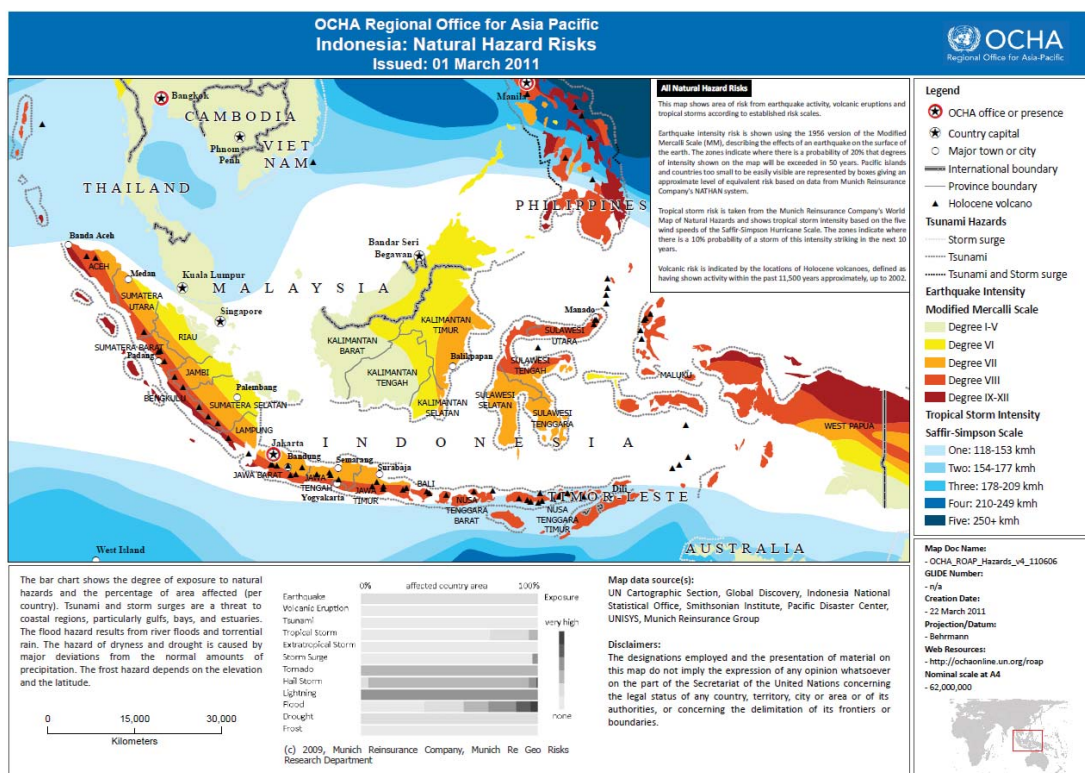 OCHA Regional Office for Asia Pacific
Indonesia: Natural Hazard Risks
Issued: 01 March 2011
OCHA
Regional Office for Asia-Pacific
Bangkok
CAMBODIA
Phnom
Penh
VIET
NAM
THAILAND
Manila
PHILIPPINES
Banda Aceh
ACEH
Medan
SUMATERA
UTARA
Kuala Lumpur
MALAYSIA
Singapore
RIAU
SUMATERA BARAT
Padang
JAMBI
BENGKULU
Palembang
SUMATERA SELATAN
LAMPUNG
Bandar Seri
Begawan
KALIMANTAN
TIMUR
KALIMANTAN
BARAT
KALIMANTAN
TENGAH
Balikpapan
KALIMANTAN
SELATAN
Manado
SULAWESI
UTARA
SULAWESI
TENGAH
SULAWESI
SELATAN
SULAWESI
TENGGARA
MALUKU
WEST PAPUA
INDONESIA
Jakarta
Bandung
JAWA BARAT
Semarang
JAWA
TENGAH
Yogyakarta
Surabaja
JAWA
TIMUR
BALI
NUSA
TENGGARA
BARAT
NUSA
TENGGARA
TIMUR
Dili
TIMOR-LESTE
West Island
AUSTRALIA
All Natural Hazard Risks
This map shows area of risk from earthquake activity, volcanic eruptions and
tropical storms according to established risk scales.
Earthquake intensity risk is shown using the 1956 version of the Modified
Mercalli Scale (MM), describing the effects of an earthquake on the surface of
the earth. The zones indicate where there is a probability of 20% that degrees
of intensity shown on the map will be exceeded in 50 years. Pacific islands
and countries too small to be easily visible are represented by boxes giving an
approximate level of equivalent risk based on data from Munich Reinsurance
Company's NATHAN system.
Tropical storm risk is taken from the Munich Reinsurance Company's World
Map of Natural Hazards and shows tropical storm intensity based on the five
wind speeds of the Saffir-Simpson Hurricane Scale. The zones indicate where
there is a 10% probability of a storm of this intensity striking in the next 10
years.
Volcanic risk is indicated by the locations of Holocene volcanoes, defined as
having shown activity within the past 11,500 years approximately, up to 2002.
Legend
OCHA office or presence
Country capital
Major town or city
International boundary
Province boundary
Holocene volcano
Tsunami Hazards
Storm surge
Tsunami
Tsunami and Storm surge
Earthquake Intensity
Modified Mercalli Scale
Degree I-V
Degree VI
Degree VII
Degree VIII
Degree IX-XII
Tropical Storm Intensity
Saffir-Simpson Scale
One: 118-153 kmh
Two: 154-177 kmh
Three: 178-209 kmh
Four: 210-249 kmh
Five: 250+ kmh
The bar chart shows the degree of exposure to natural
hazards and the percentage of area affected (per
country). Tsunami and storm surges are a threat to
coastal regions, particularly gulfs, bays, and estuaries.
The flood hazard results from river floods and torrential
rain. The hazard of dryness and drought is caused by
major deviations from the normal amounts of
precipitation. The frost hazard depends on the elevation
and the latitude.
0 15,000 30,000
Kilometers
0% affected country area 100%
Exposure
very high
none
Earthquake
Volcanic Eruption
Tsunami
Tropical Storm
Extratropical Storm
Storm Surge
Tornado
Hail Storm
Lightning
Flood
Drought
Frost
(c) 2009, Munich Reinsurance Company, Munich Re Geo Risks
Research Department
Map data source(s):
UN Cartographic Section, Global Discovery, Indonesia National
Statistical Office, Smithsonian Institute, Pacific Disaster Center,
UNISYS, Munich Reinsurance Group
Disclaimers:
The designations employed and the presentation of material on
this map do not imply the expression of any opinion whatsoever
on the part of the Secretariat of the United Nations concerning
the legal status of any country, territory, city or area or of its
authorities, or concerning the delimitation of its frontiers or
boundaries.
Map Doc Name:
- OCHA_ROAP_Hazards_v4_110606
GLIDE Number:
- n/a
Creation Date:
- 22 March 2011
Projection/Datum:
- Behrmann
Web Resources:
- http://ochaonline.un.org/roap
Nominal scale at A4
- 62,000,000